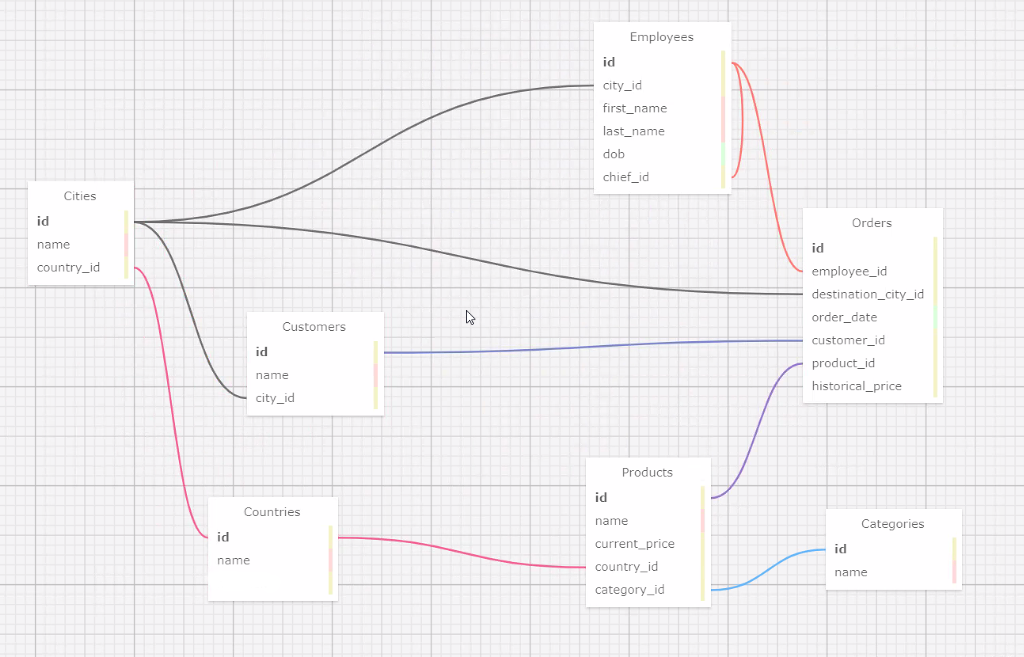 Employees
id
city_id
first_name
last_name
dob
chief_id
Cities
id
name
country_id
Orders
id
employee_id
destination_city_id
order_date
customer_id
product_id
historical_price
Customers
id
name
city_id
Products
id
name
current_price
country_id
category_id
Countries
id
name
Categories
id
name